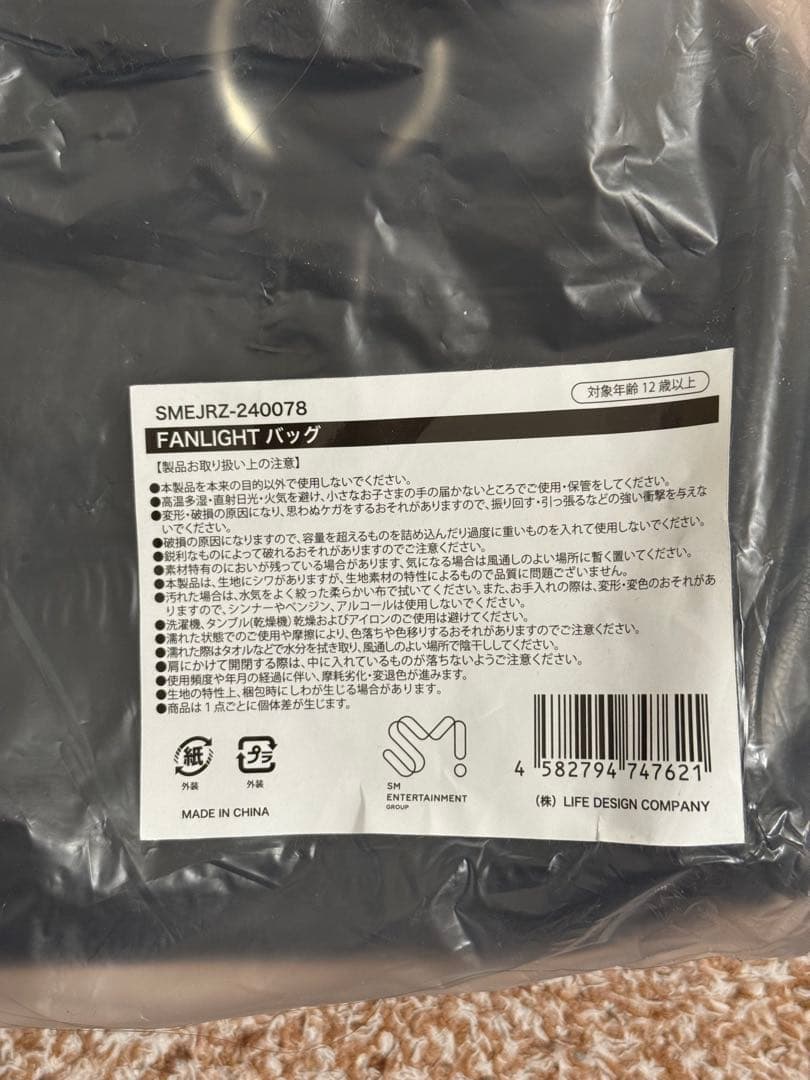 対象年齢12歳以上
SMEJRZ-240078
FANLIGHT バッグ
【製品お取り扱い上の注意】
●本製品を本来の目的以外で使用しないでください。
●高温多湿・直射日光・火気を避け、小さなお子さまの手の届かないところでご使用・保管をしてください。
●変形・破損の原因になり、思わぬケガをするおそれがありますので、振り回す・引っ張るなどの強い衝撃を与えな
いでください。
●破損の原因になりますので、容量を超えるものを詰め込んだり過度に重いものを入れて使用しないでください。
●鋭利なものによって破れるおそれがありますのでご注意ください。
●素材特有のにおいが残っている場合があります、気になる場合は風通しのよい場所に暫く置いてください。
●本製品は、生地にシワがありますが、生地素材の特性によるもので品質に問題ございません。
●汚れた場合は、水気をよく絞った柔らかい布で拭いてください。また、お手入れの際は、変形・変色のおそれがあ
りますので、シンナーやベンジン、アルコールは使用しないでください。
●洗濯機、タンブル(乾燥機)乾燥およびアイロンのご使用は避けてください。
●濡れた状態でのご使用や摩擦により、色落ちや色移りするおそれがありますのでご注意ください。
●濡れた際はタオルなどで水分を拭き取り、風通しのよい場所で陰干ししてください。
●肩にかけて開閉する際は、中に入れているものが落ちないようご注意ください。
●使用頻度や年月の経過に伴い、摩耗劣化・変退色が進みます。
●生地の特性上、梱包時にしわが生じる場合があります。
●商品は1点ごとに個体差が生じます。
紙
外装
プラ
外装
SM
SM
ENTERTAINMENT
GROUP
4 582794 747621
MADE IN CHINA
(株) LIFE DESIGN COMPANY